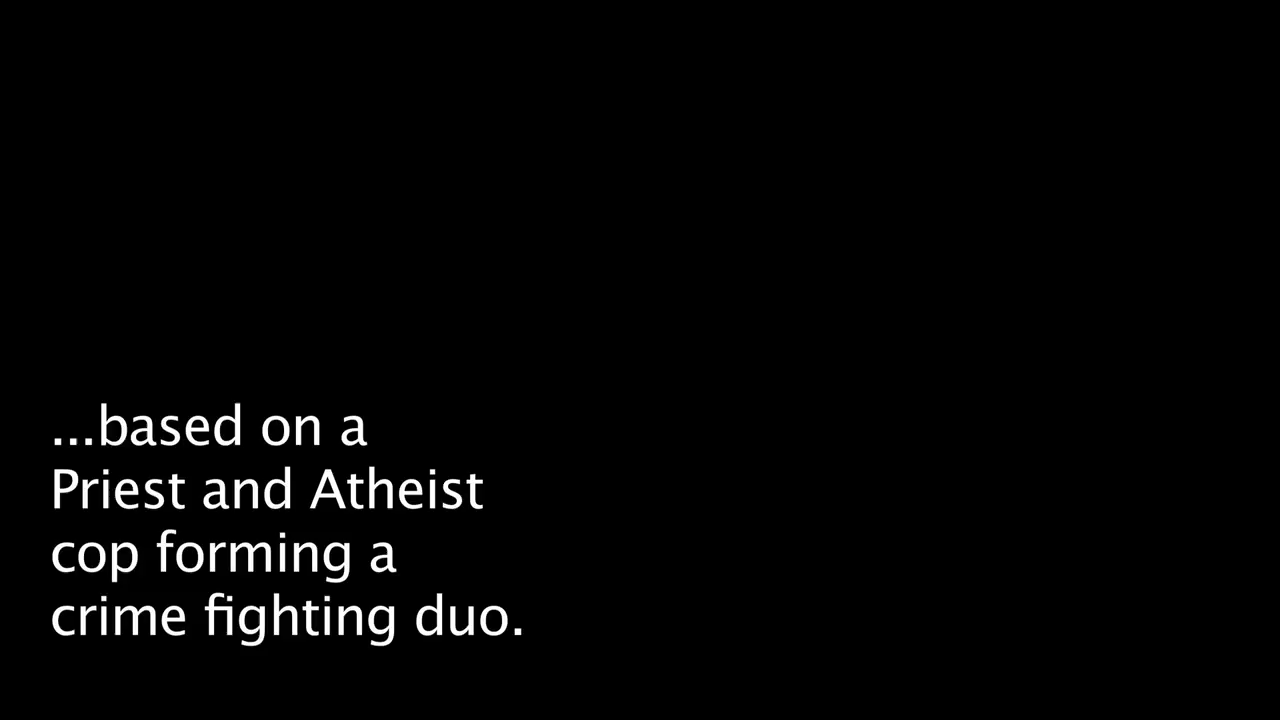 ...based on a
Priest and Atheist
cop forming a
crime fighting duo.